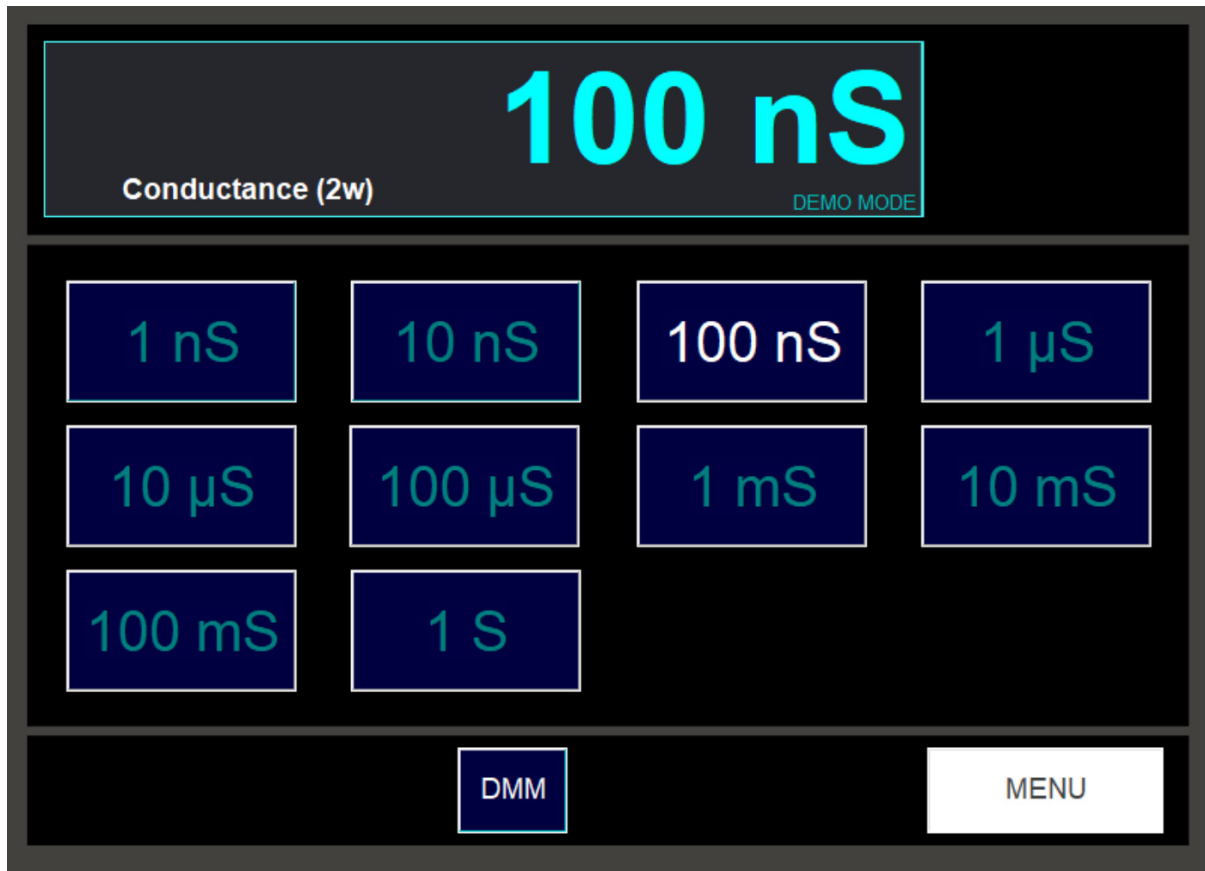 100 nS
Conductance (2w)
DEMO MODE
1 nS
10 nS
100 nS
1 µS
10 µS
100 µS
1 mS
10 mS
100 mS
1 S
DMM
MENU